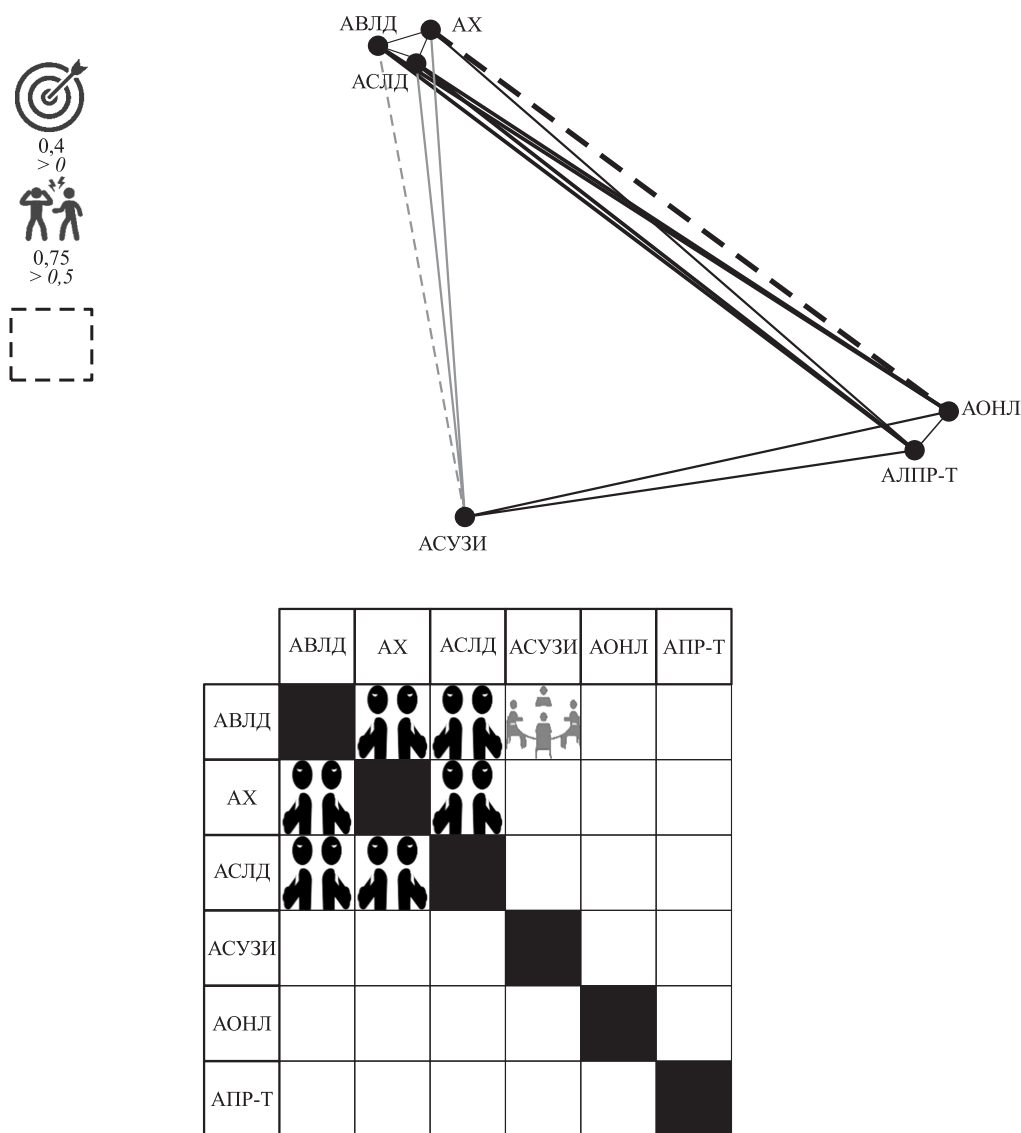 АВЛД
АХ
АСЛД
0,4
> 0
0,75
> 0,5
АОНЛ
АЛПР-Т
АСУЗИ
АВЛД АХ АСЛД АСУЗИ АОНЛ АПР-Т
АВЛД
АХ
АСЛД
АСУЗИ
АОНЛ
АПР-Т